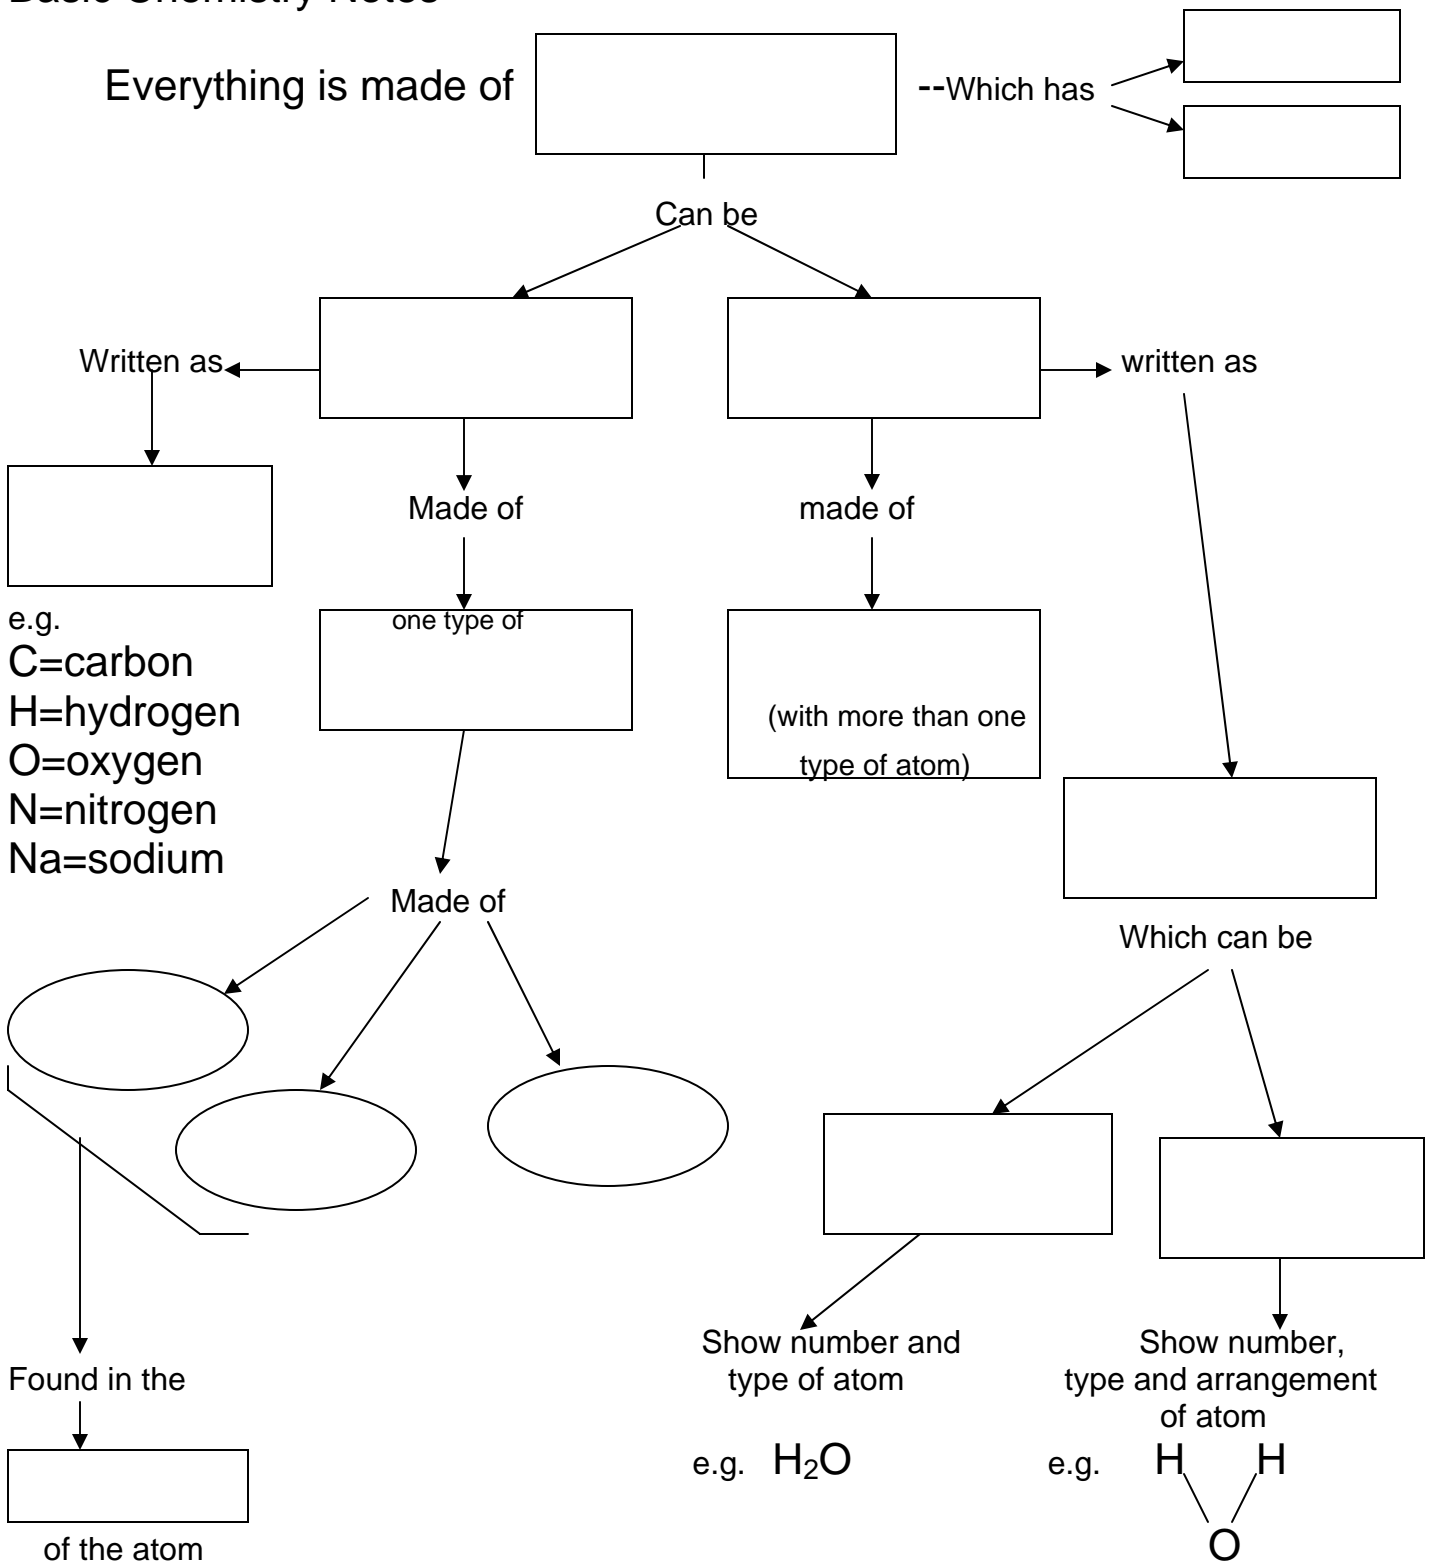 Basic Chemistry Notes
Everything is made of
--Which has
Can be
Written as
written as
Made of
made of
e.g.
C=carbon
H=hydrogen
O=oxygen
N=nitrogen
Na=sodium
one type of
(with more than one
type of atom)
Made of
Which can be
Found in the
of the atom
Show number and
type of atom
e.g. H₂O
Show number,
type and arrangement
of atom
e.g. H H
O